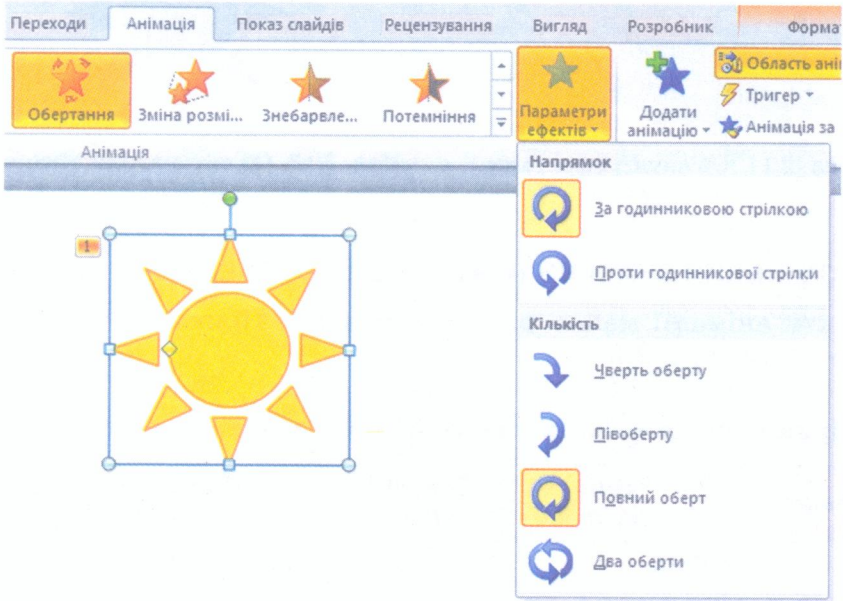 Переходи Анімація Показ слайдів Рецензування Вигляд Розробник
Обертання Зміна розмі... Знебарвле... Потемніння
Параметри ефектів
Додати анімацію
Область ані
Тригер
Анімація за
Анімація
1
Напрямок
За годинниковою стрілкою
Проти годинникової стрілки
Кількість
Чверть оберту
Півоберту
Повний оберт
Два оберти